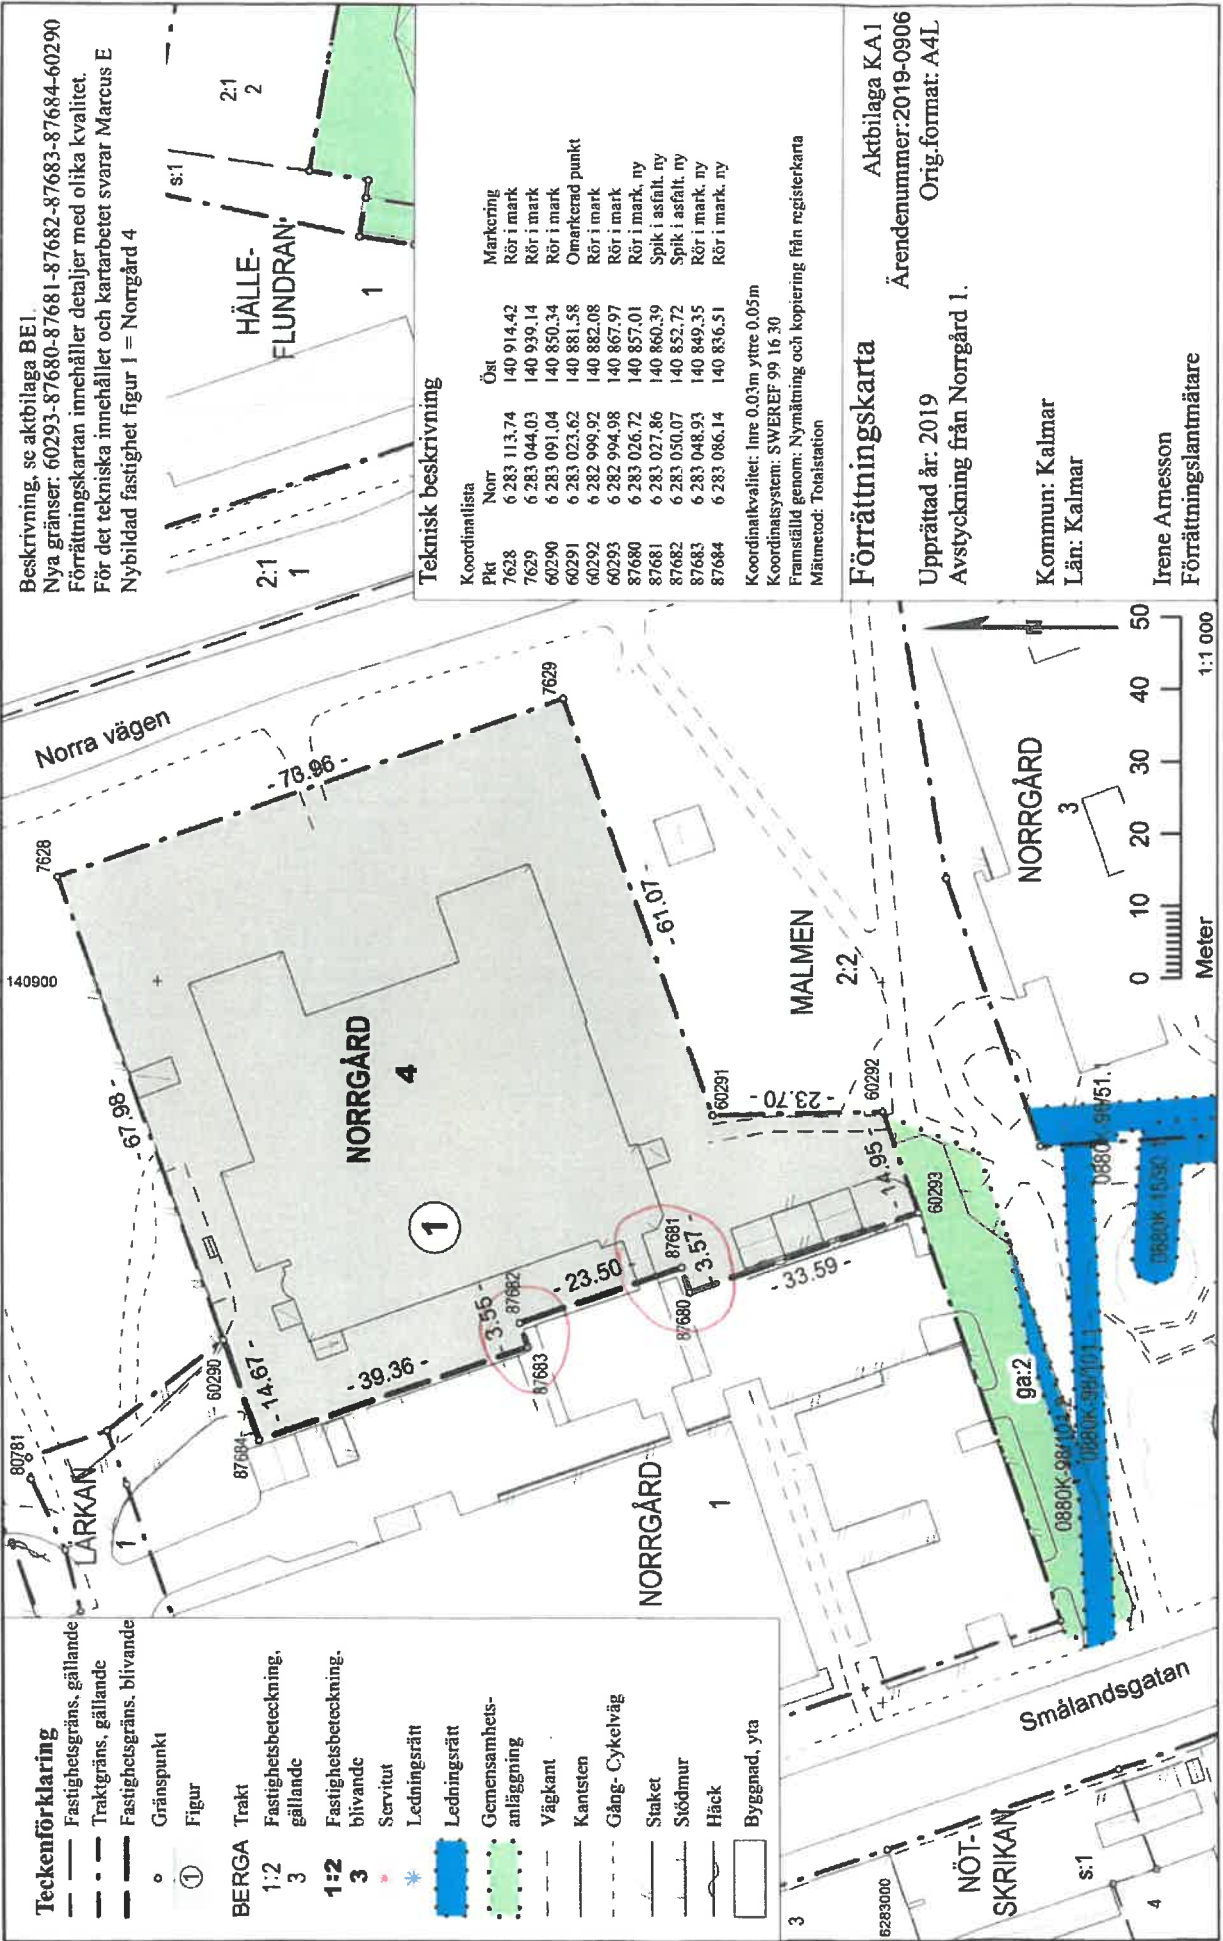 Teckenförklaring
Fastighetsgräns, gällande
Traktgräns, gällande
Fastighetsgräns, blivande
Gränspunkt
1 Figur
BERGA Trakt
1:2 Fastighetsbeteckning,
3 gällande
1:2 Fastighetsbeteckning,
3 blivande
Servitut
Ledningsrätt
Ledningsrätt
Gemensamhets-
anläggning
Vägkant
Kantsten
Gång- Cykelväg
Staket
Stödmur
Häck
Byggnad, yta
80781
LÄRKAN
1
140900
Norra vägen
7628
- 67.98 -
- 78.96 -
60290
- 14.67 -
87684
- 39.36 -
NORRGÅRD
4
1
7629
- 3.55 -
87682
87683
- 23.50 -
87681
- 3.57 -
87680
- 61.07 -
60291
- 33.59 -
- 23.70 -
60292
- 14.95 -
60293
NORRGÅRD
1
MALMEN
2:2
NORRGÅRD
3
ga:2
0880K-98/101.2
0880K-98/101.1
0880K-15/90
Smålandsgatan
3
6283000
NÖT-
SKRIKAN
s:1
4
0 10 20 30 40 50
Meter
1:1 000
N
Beskrivning, se aktbilaga BE1.
Nya gränser: 60293-87680-87681-87682-87683-87684-60290
Förrättningskartan innehåller detaljer med olika kvalitet.
För det tekniska innehållet och kartarbetet svarar Marcus E
Nybildad fastighet figur 1 = Norrgård 4
2:1
1
HÄLLE-
FLUNDRAN
1
s:1
2:1
2
Teknisk beskrivning
Koordinatlista
Pkt Norr Öst Markering
7628 6 283 113.74 140 914.42 Rör i mark
7629 6 283 044.03 140 939.14 Rör i mark
60290 6 283 091.04 140 850.34 Rör i mark
60291 6 283 023.62 140 881.58 Omarkerad punkt
60292 6 282 999.92 140 882.08 Rör i mark
60293 6 282 994.98 140 867.97 Rör i mark
87680 6 283 026.72 140 857.01 Rör i mark, ny
87681 6 283 027.86 140 860.39 Spik i asfalt. ny
87682 6 283 050.07 140 852.72 Spik i asfalt. ny
87683 6 283 048.93 140 849.35 Rör i mark. ny
87684 6 283 086.14 140 836.51 Rör i mark. ny
Koordinatkvalitet: Inre 0.03m yttre 0.05m
Koordinatsystem: SWEREF 99 16 30
Framställd genom: Nymätning och kopiering från registerkarta
Mätmetod: Totalstation
Förrättningskarta
Aktbilaga KA1
Ärendenummer:2019-0906
Orig.format: A4L
Upprättad år: 2019
Avstyckning från Norrgård 1.
Kommun: Kalmar
Län: Kalmar
Irene Arnesson
Förrättningslantmätare